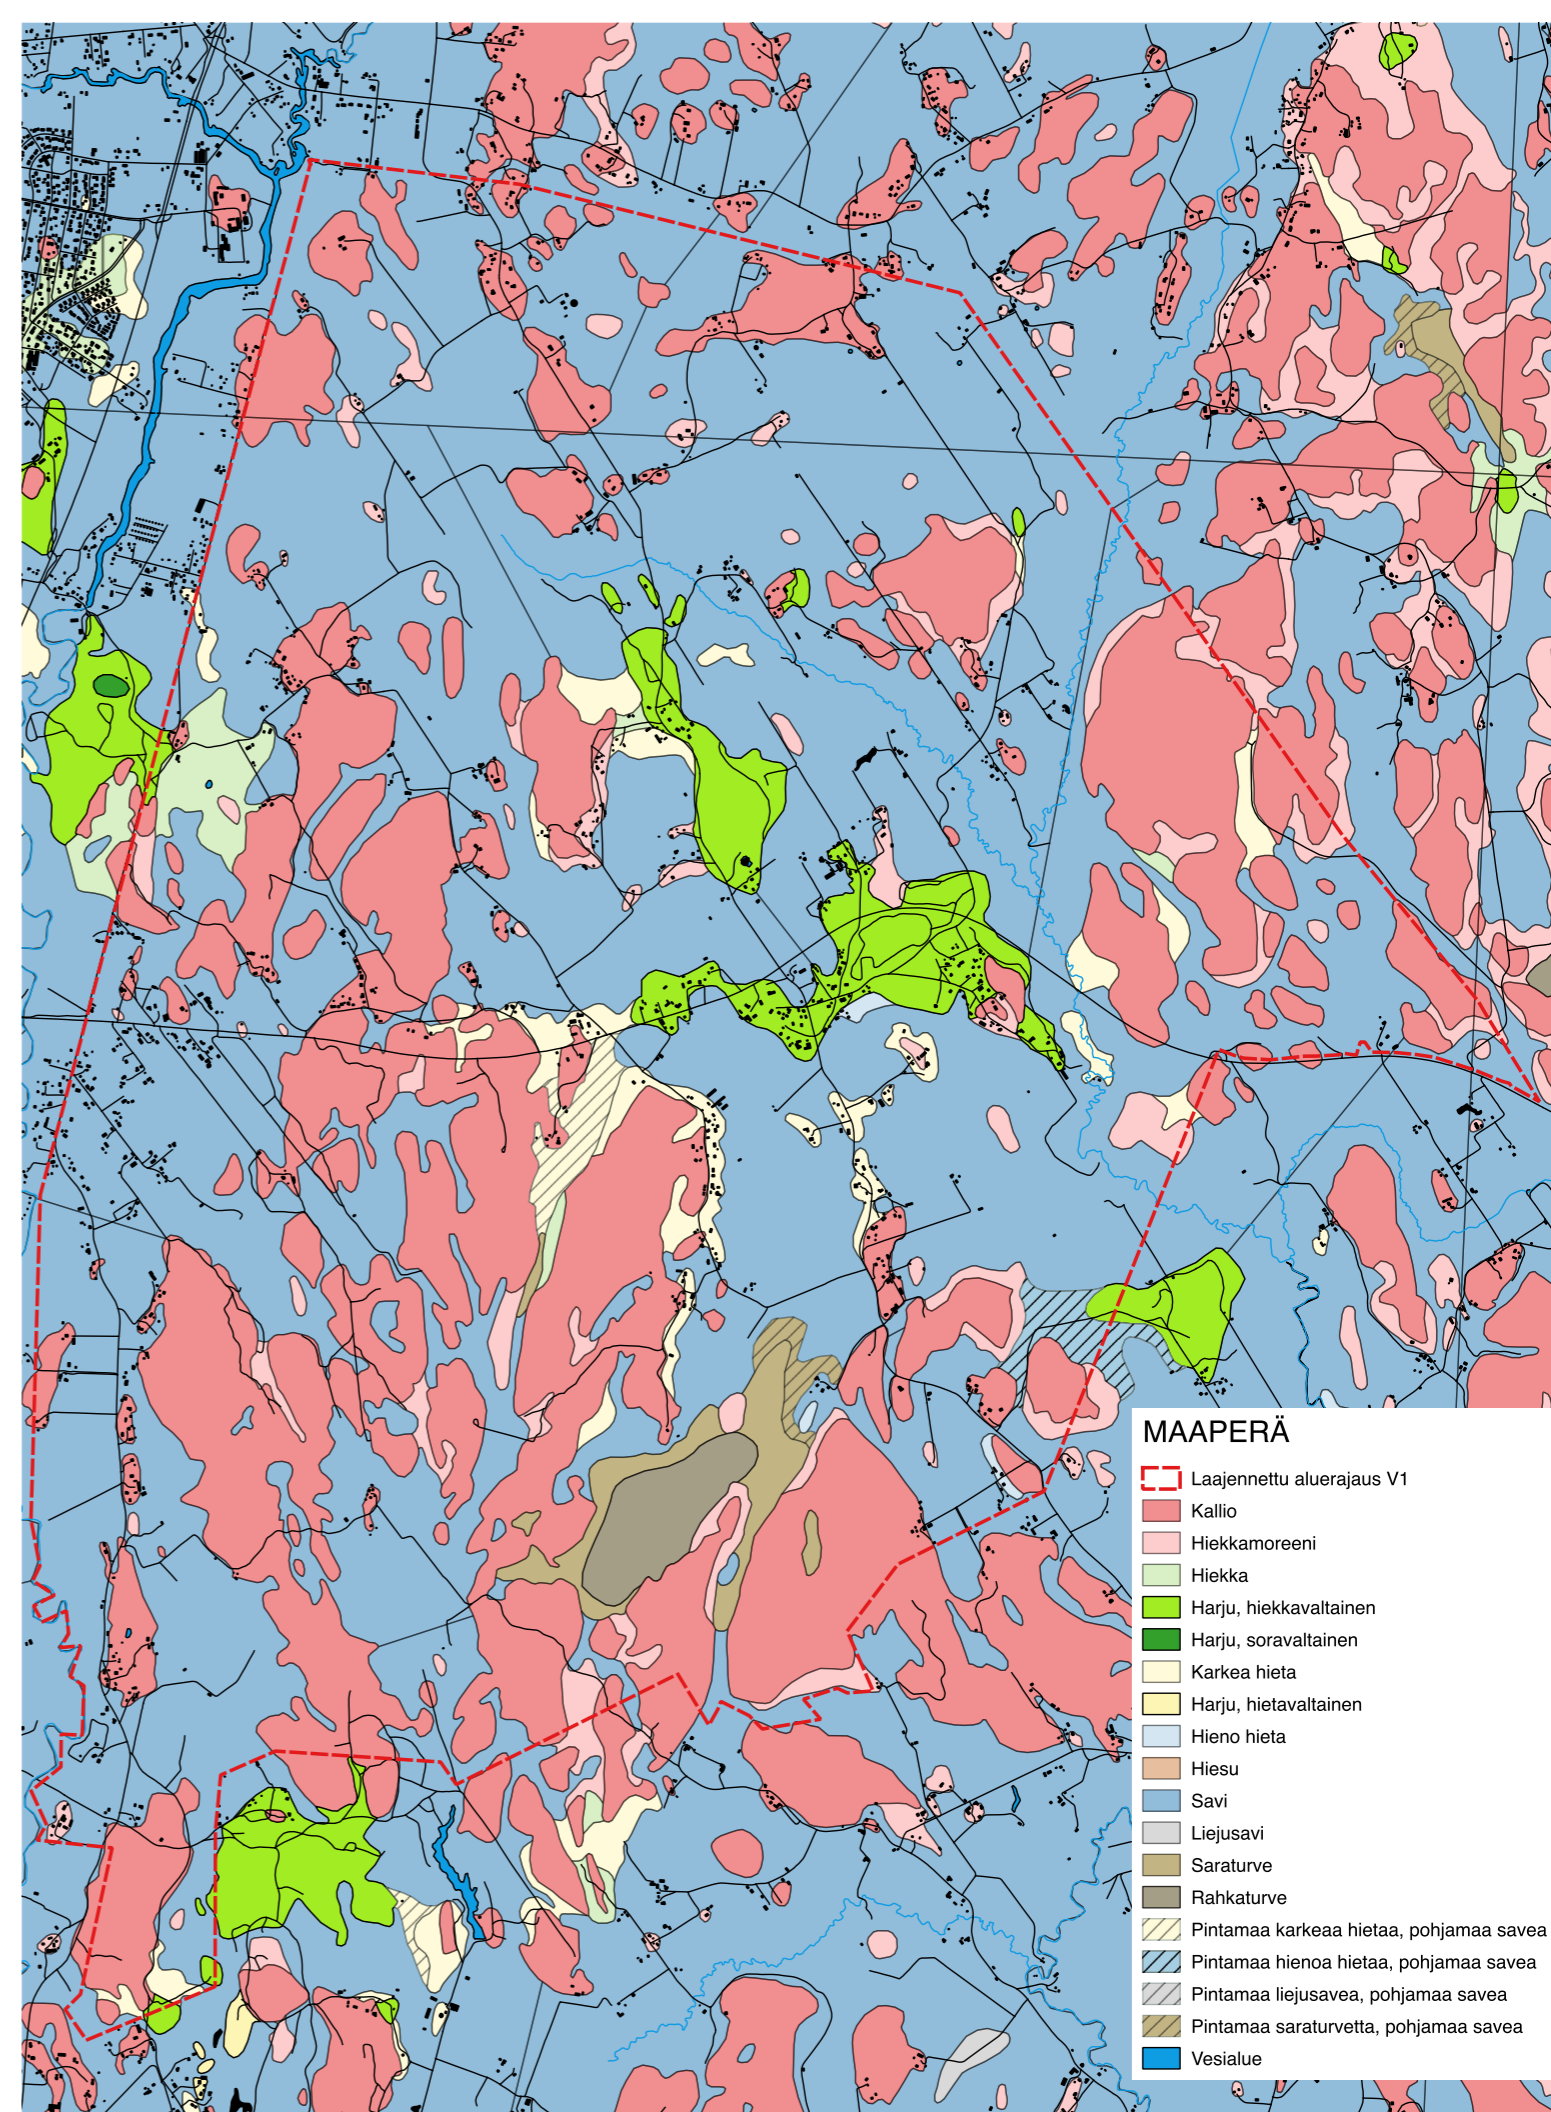 MAAPERÄ
Laajennettu aluerajaus V1
Kallio
Hiekkamoreeni
Hiekka
Harju, hiekkavaltainen
Harju, soravaltainen
Karkea hieta
Harju, hietavaltainen
Hieno hieta
Hiesu
Savi
Liejusavi
Saraturve
Rahkaturve
Pintamaa karkeaa hietaa, pohjamaa savea
Pintamaa hienoa hietaa, pohjamaa savea
Pintamaa liejusavea, pohjamaa savea
Pintamaa saraturvetta, pohjamaa savea
Vesialue